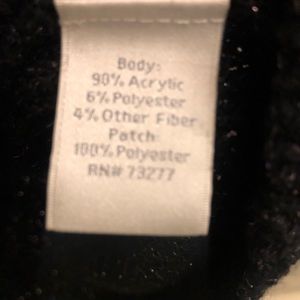 Body:
90% Acrylic
6% Polyester
4% Other Fiber
Patch:
100% Polyester
RN# 73277